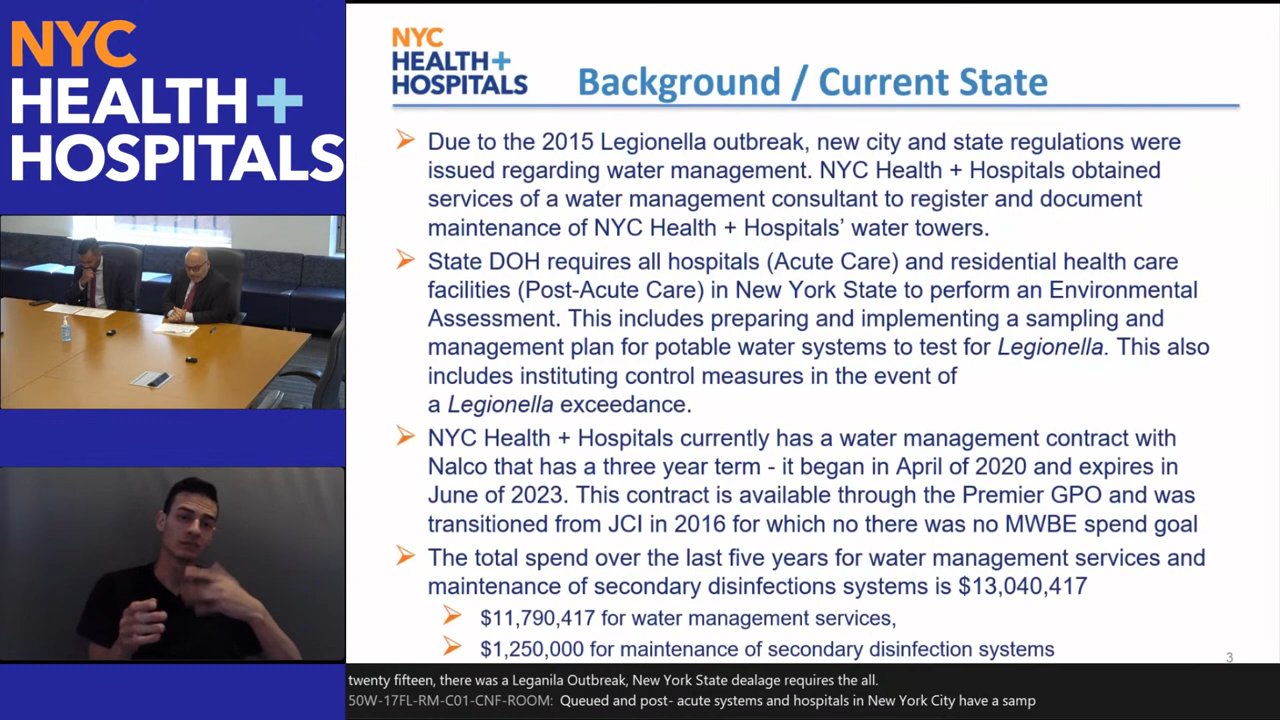 NYC
HEALTH+
HOSPITALS
NYC
HEALTH+
HOSPITALS
Background / Current State
Due to the 2015 Legionella outbreak, new city and state regulations were
issued regarding water management. NYC Health + Hospitals obtained
services of a water management consultant to register and document
maintenance of NYC Health + Hospitals' water towers.
State DOH requires all hospitals (Acute Care) and residential health care
facilities (Post-Acute Care) in New York State to perform an Environmental
Assessment. This includes preparing and implementing a sampling and
management plan for potable water systems to test for Legionella. This also
includes instituting control measures in the event of
a Legionella exceedance.
NYC Health + Hospitals currently has a water management contract with
Nalco that has a three year term - it began in April of 2020 and expires in
June of 2023. This contract is available through the Premier GPO and was
transitioned from JCI in 2016 for which no there was no MWBE spend goal
The total spend over the last five years for water management services and
maintenance of secondary disinfections systems is $13,040,417
$11,790,417 for water management services,
$1,250,000 for maintenance of secondary disinfection systems
3
twenty fifteen, there was a Leganila Outbreak, New York State dealage requires the all.
50W-17FL-RM-C01-CNF-ROOM: Queued and post- acute systems and hospitals in New York City have a samp